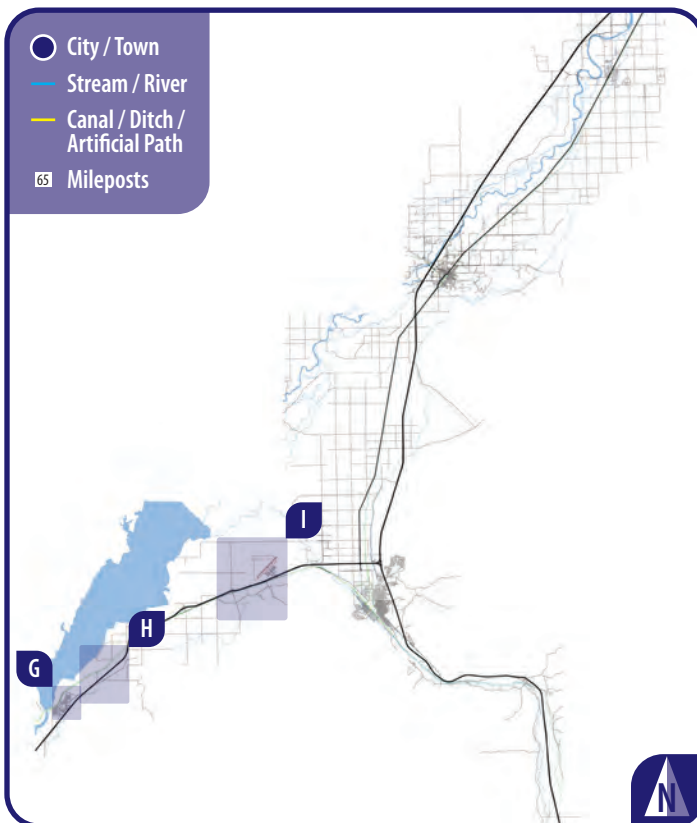 City / Town
Stream / River
Canal / Ditch /
Artificial Path
65 Mileposts
I
H
G
N